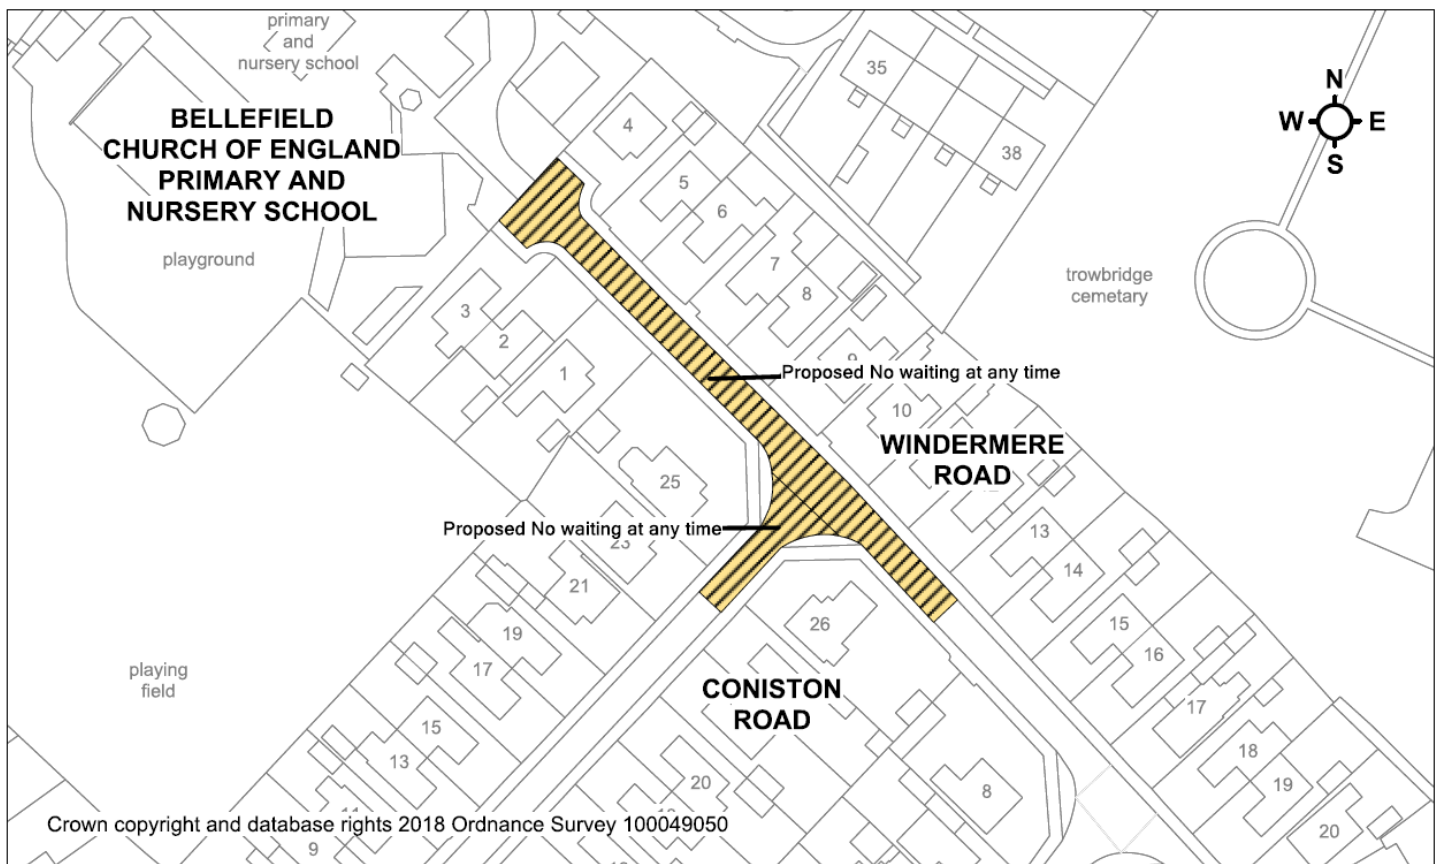 primary
and
nursery school
BELLEFIELD
CHURCH OF ENGLAND
PRIMARY AND
NURSERY SCHOOL
playground
35
38
N
W
E
S
4
5
6
7
8
trowbridge
cemetary
3
2
1
Proposed No waiting at any time
9
10
WINDERMERE
ROAD
25
Proposed No waiting at any time
23
21
13
14
19
17
26
15
16
playing
field
CONISTON
ROAD
17
15
13
18
19
20
20
8
Crown copyright and database rights 2018 Ordnance Survey 100049050
9